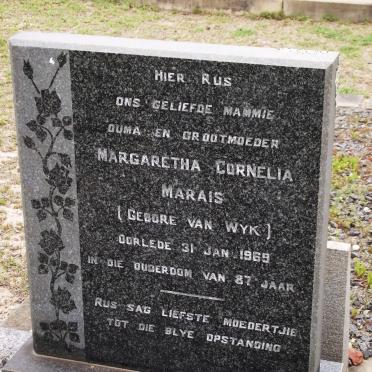 HIER RUS
ONS GELIEFDE MAMMIE
OUMA EN GROOTMOEDER
MARGARETHA CORNELIA
MARAIS
(GEBORE VAN WYK)
OORLEDE 31 JAN 1969
IN DIE OUDERDOM VAN 87 JAAR
RUS SAG LIEFSTE MOEDERTJIE
TOT DIE BLYE OPSTANDING